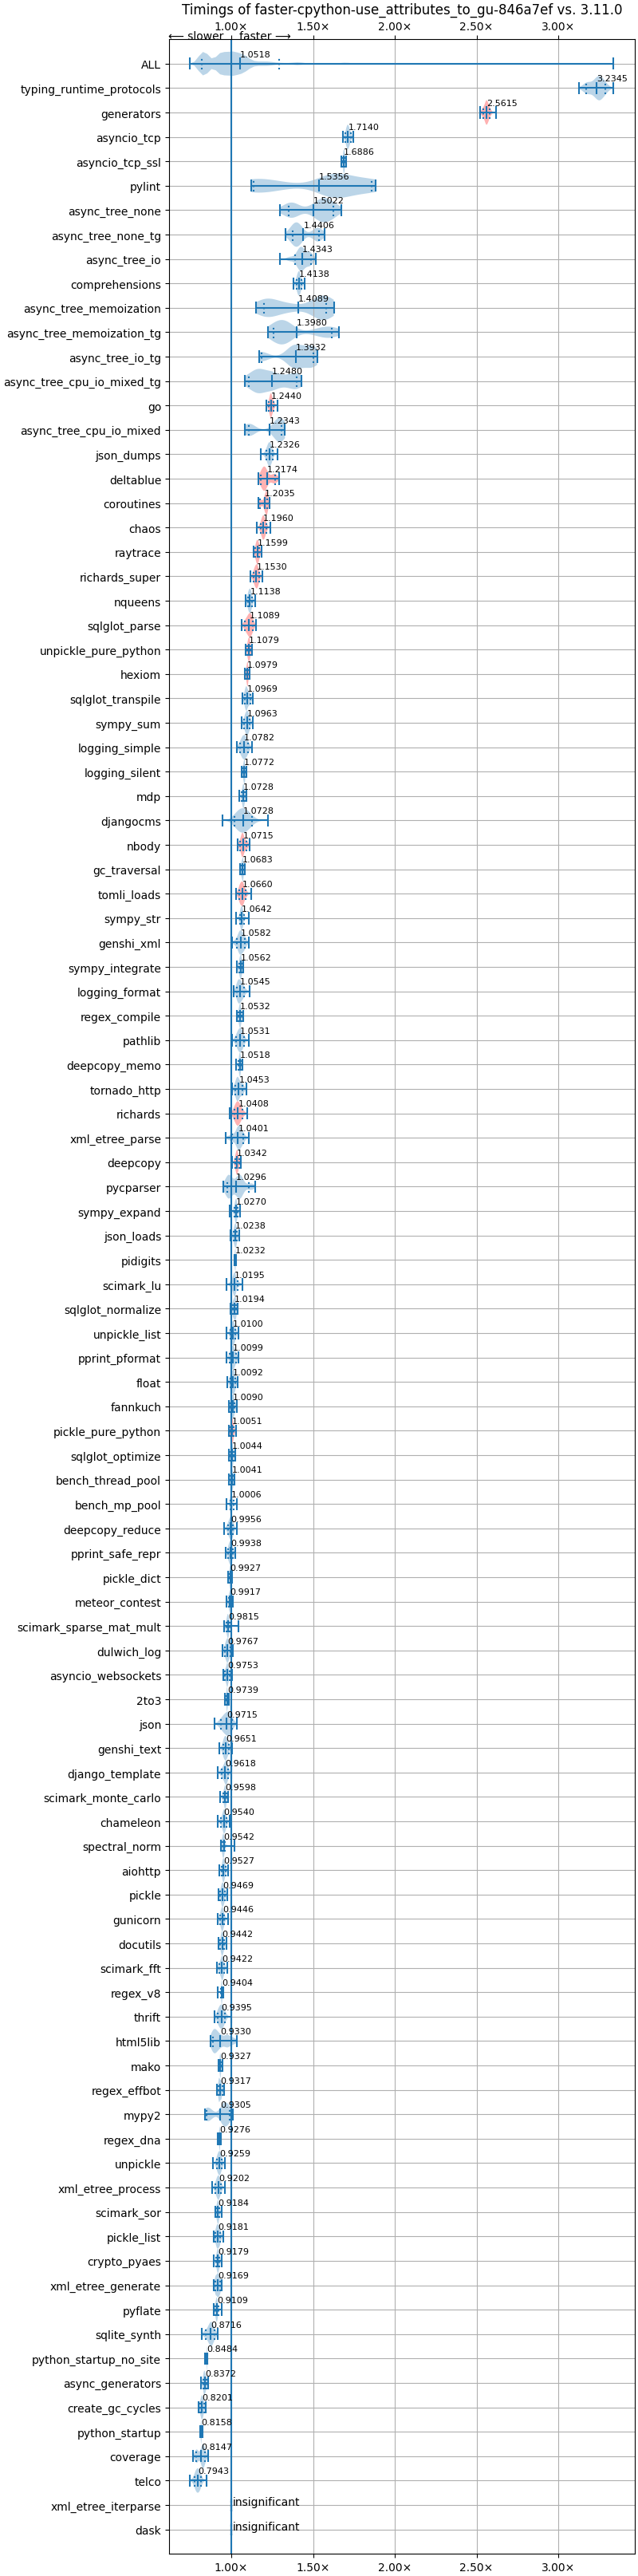 Timings of faster-cpython-use_attributes_to_gu-846a7ef vs. 3.11.0
1.00× 1.50× 2.00× 2.50× 3.00×
⟵ slower faster ⟶
ALL 1.0518
typing_runtime_protocols 3.2345
generators 2.5615
asyncio_tcp 1.7140
asyncio_tcp_ssl 1.6886
pylint 1.5356
async_tree_none 1.5022
async_tree_none_tg 1.4406
async_tree_io 1.4343
comprehensions 1.4138
async_tree_memoization 1.4089
async_tree_memoization_tg 1.3980
async_tree_io_tg 1.3932
async_tree_cpu_io_mixed_tg 1.2480
go 1.2440
async_tree_cpu_io_mixed 1.2343
json_dumps 1.2326
deltablue 1.2174
coroutines 1.2035
chaos 1.1960
raytrace 1.1599
richards_super 1.1530
nqueens 1.1138
sqlglot_parse 1.1089
unpickle_pure_python 1.1079
hexiom 1.0979
sqlglot_transpile 1.0969
sympy_sum 1.0963
logging_simple 1.0782
logging_silent 1.0772
mdp 1.0728
djangocms 1.0728
nbody 1.0715
gc_traversal 1.0683
tomli_loads 1.0660
sympy_str 1.0642
genshi_xml 1.0582
sympy_integrate 1.0562
logging_format 1.0545
regex_compile 1.0532
pathlib 1.0531
deepcopy_memo 1.0518
tornado_http 1.0453
richards 1.0408
xml_etree_parse 1.0401
deepcopy 1.0342
pycparser 1.0296
sympy_expand 1.0270
json_loads 1.0238
pidigits 1.0232
scimark_lu 1.0195
sqlglot_normalize 1.0194
unpickle_list 1.0100
pprint_pformat 1.0099
float 1.0092
fannkuch 1.0090
pickle_pure_python 1.0051
sqlglot_optimize 1.0044
bench_thread_pool 1.0041
bench_mp_pool 1.0006
deepcopy_reduce 0.9956
pprint_safe_repr 0.9938
pickle_dict 0.9927
meteor_contest 0.9917
scimark_sparse_mat_mult 0.9815
dulwich_log 0.9767
asyncio_websockets 0.9753
2to3 0.9739
json 0.9715
genshi_text 0.9651
django_template 0.9618
scimark_monte_carlo 0.9598
chameleon 0.9540
spectral_norm 0.9542
aiohttp 0.9527
pickle 0.9469
gunicorn 0.9446
docutils 0.9442
scimark_fft 0.9422
regex_v8 0.9404
thrift 0.9395
html5lib 0.9330
mako 0.9327
regex_effbot 0.9317
mypy2 0.9305
regex_dna 0.9276
unpickle 0.9259
xml_etree_process 0.9202
scimark_sor 0.9184
pickle_list 0.9181
crypto_pyaes 0.9179
xml_etree_generate 0.9169
pyflate 0.9109
sqlite_synth 0.8716
python_startup_no_site 0.8484
async_generators 0.8372
create_gc_cycles 0.8201
python_startup 0.8158
coverage 0.8147
telco 0.7943
xml_etree_iterparse insignificant
dask insignificant
1.00× 1.50× 2.00× 2.50× 3.00×